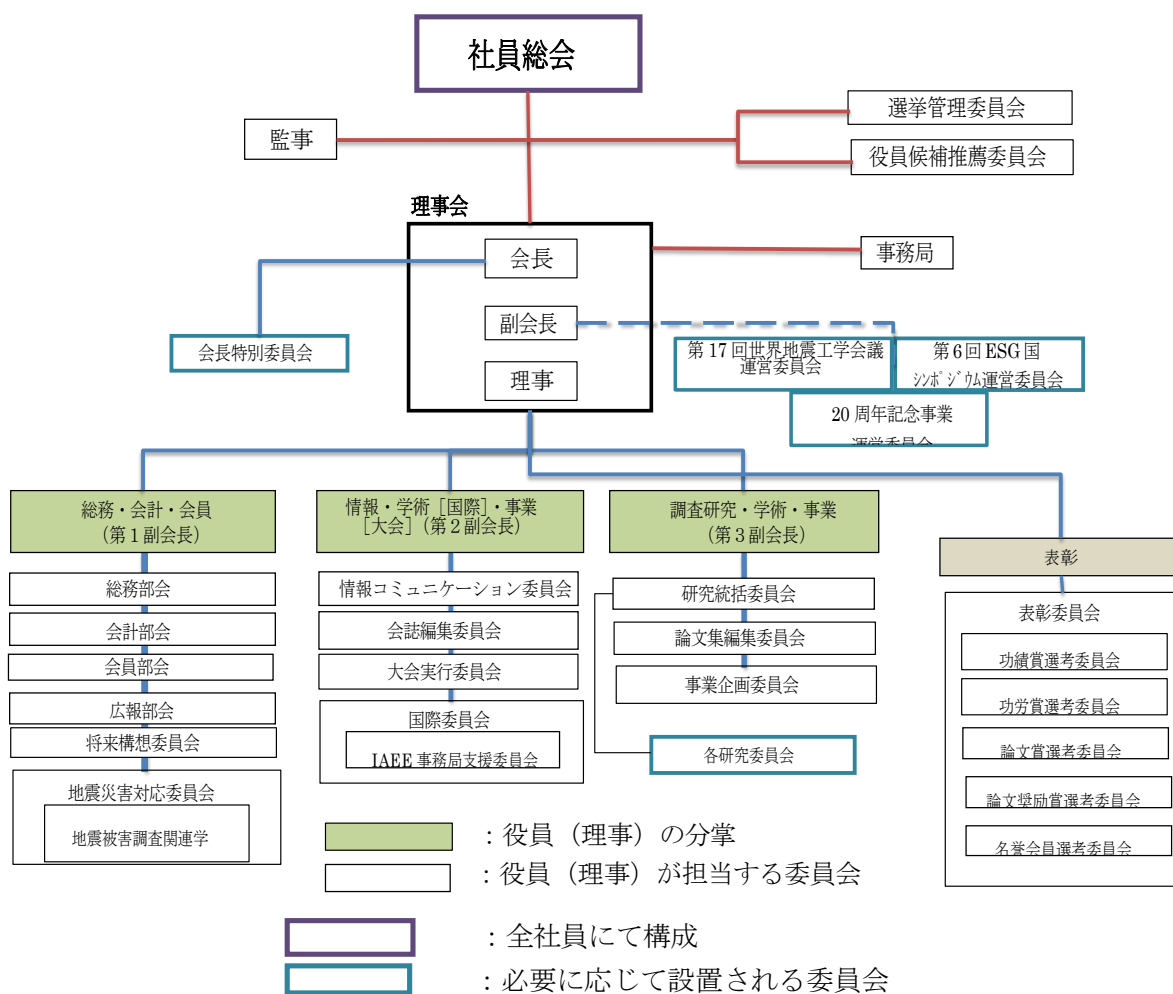 社員総会
監事
選挙管理委員会
役員候補推薦委員会
理事会
会長
事務局
副会長
会長特別委員会
第17回世界地震工学会議
運営委員会
第6回ESG国
シンポジウム運営委員会
理事
20周年記念事業
運営委員会
総務・会計・会員
(第1副会長)
情報・学術［国際］・事業
［大会］(第2副会長)
調査研究・学術・事業
(第3副会長)
表彰
総務部会
会計部会
会員部会
広報部会
将来構想委員会
地震災害対応委員会
地震被害調査関連学
情報コミュニケーション委員会
会誌編集委員会
大会実行委員会
国際委員会
IAEE事務局支援委員会
研究統括委員会
論文集編集委員会
事業企画委員会
各研究委員会
表彰委員会
功績賞選考委員会
功労賞選考委員会
論文賞選考委員会
論文奨励賞選考委員会
名誉会員選考委員会
：役員（理事）の分掌
：役員（理事）が担当する委員会
：全社員にて構成
：必要に応じて設置される委員会